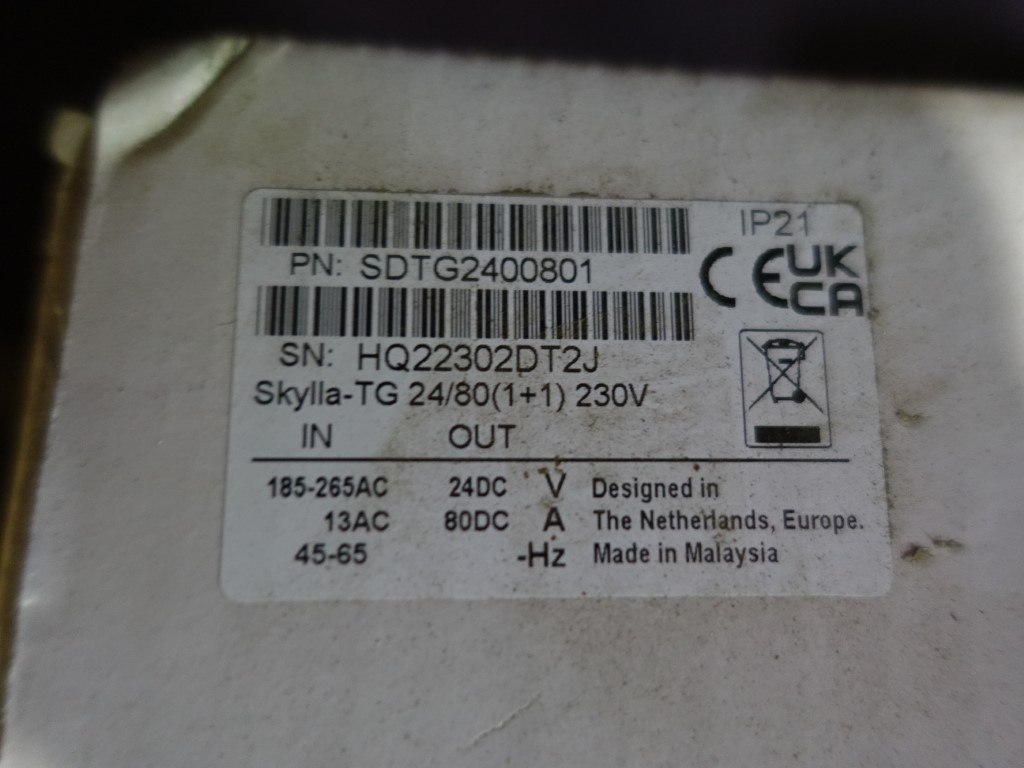 IP21
PN: SDTG2400801
CE UK
CA
SN: HQ22302DT2J
Skylla-TG 24/80(1+1) 230V
IN OUT
185-265AC 24DC V Designed in
13AC 80DC A The Netherlands, Europe.
45-65 -Hz Made in Malaysia